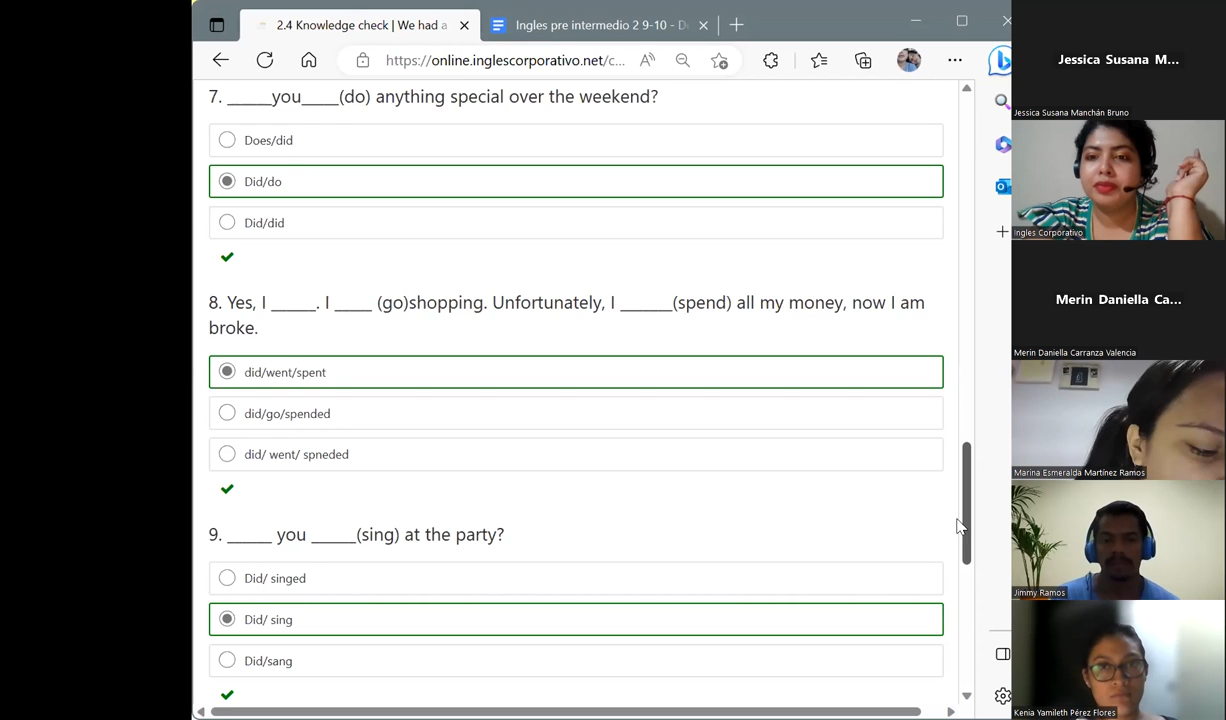 2.4 Knowledge check | We had a
Ingles pre intermedio 2 9-10 - D
https://online.inglescorporativo.net/c...
7. _____you____(do) anything special over the weekend?
Does/did
Did/do
Did/did
8. Yes, I _____. I ____ (go)shopping. Unfortunately, I ______(spend) all my money, now I am
broke.
did/went/spent
did/go/spended
did/ went/ spneded
9. _____ you _____(sing) at the party?
Did/ singed
Did/ sing
Did/sang
Jessica Susana M...
Jessica Susana Manchán Bruno
Ingles Corporativo
Merin Daniella Ca...
Merin Daniella Carranza Valencia
Marina Esmeralda Martínez Ramos
Jimmy Ramos
Kenia Yamileth Pérez Flores